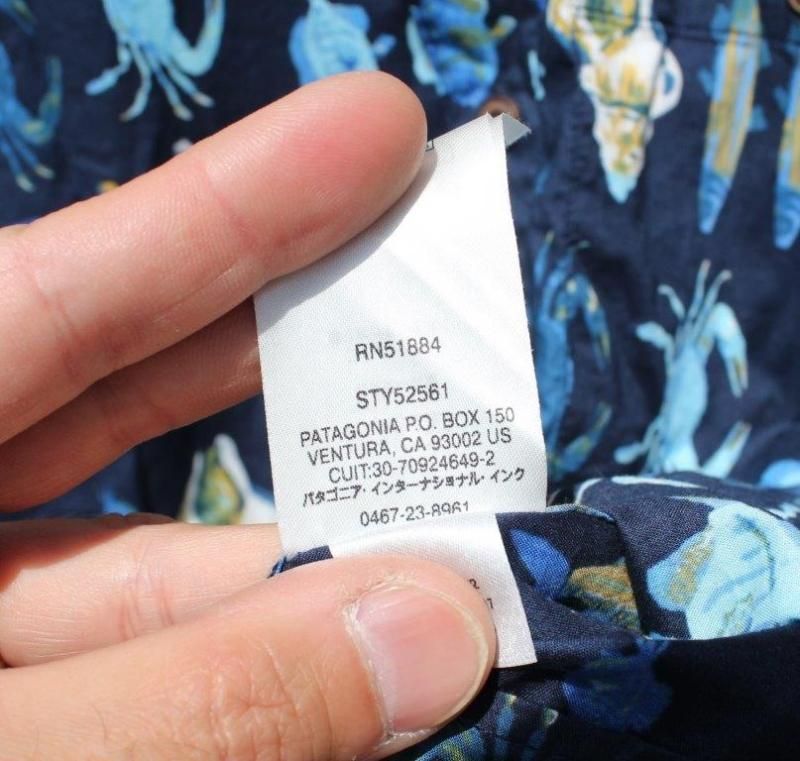 RN51884
STY52561
PATAGONIA P.O. BOX 150
VENTURA, CA 93002 US
CUIT:30-70924649-2
パタゴニア・インターナショナル・インク
0467-23-8961